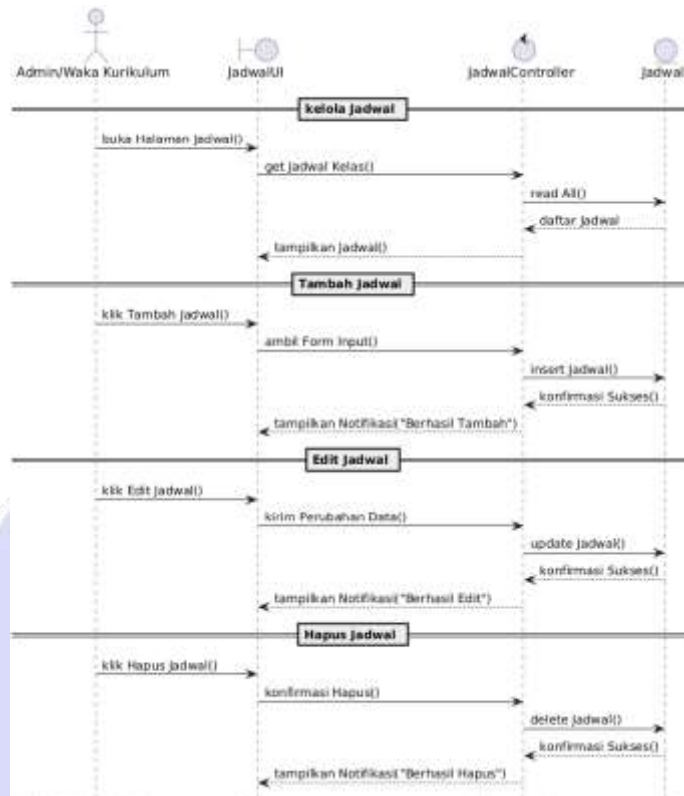 Admin/Waka Kurikulum JadwalUI JadwalController Jadwal
kelola Jadwal
buka Halaman Jadwal()
get Jadwal Kelas()
read All()
daftar Jadwal
tampilkan Jadwal()
Tambah Jadwal
klik Tambah Jadwal()
ambil Form Input()
insert Jadwal()
konfirmasi Sukses()
tampilkan Notifikasi("Berhasil Tambah")
Edit Jadwal
klik Edit Jadwal()
kirim Perubahan Data()
update Jadwal()
konfirmasi Sukses()
tampilkan Notifikasi("Berhasil Edit")
Hapus Jadwal
klik Hapus Jadwal()
konfirmasi Hapus()
delete Jadwal()
konfirmasi Sukses()
tampilkan Notifikasi("Berhasil Hapus")